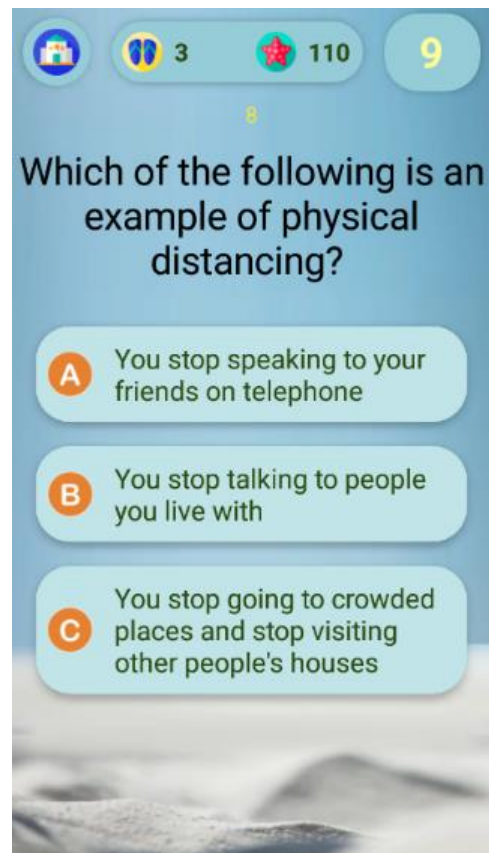 3
110
9
8
Which of the following is an
example of physical
distancing?
A
You stop speaking to your
friends on telephone
B
You stop talking to people
you live with
C
You stop going to crowded
places and stop visiting
other people's houses